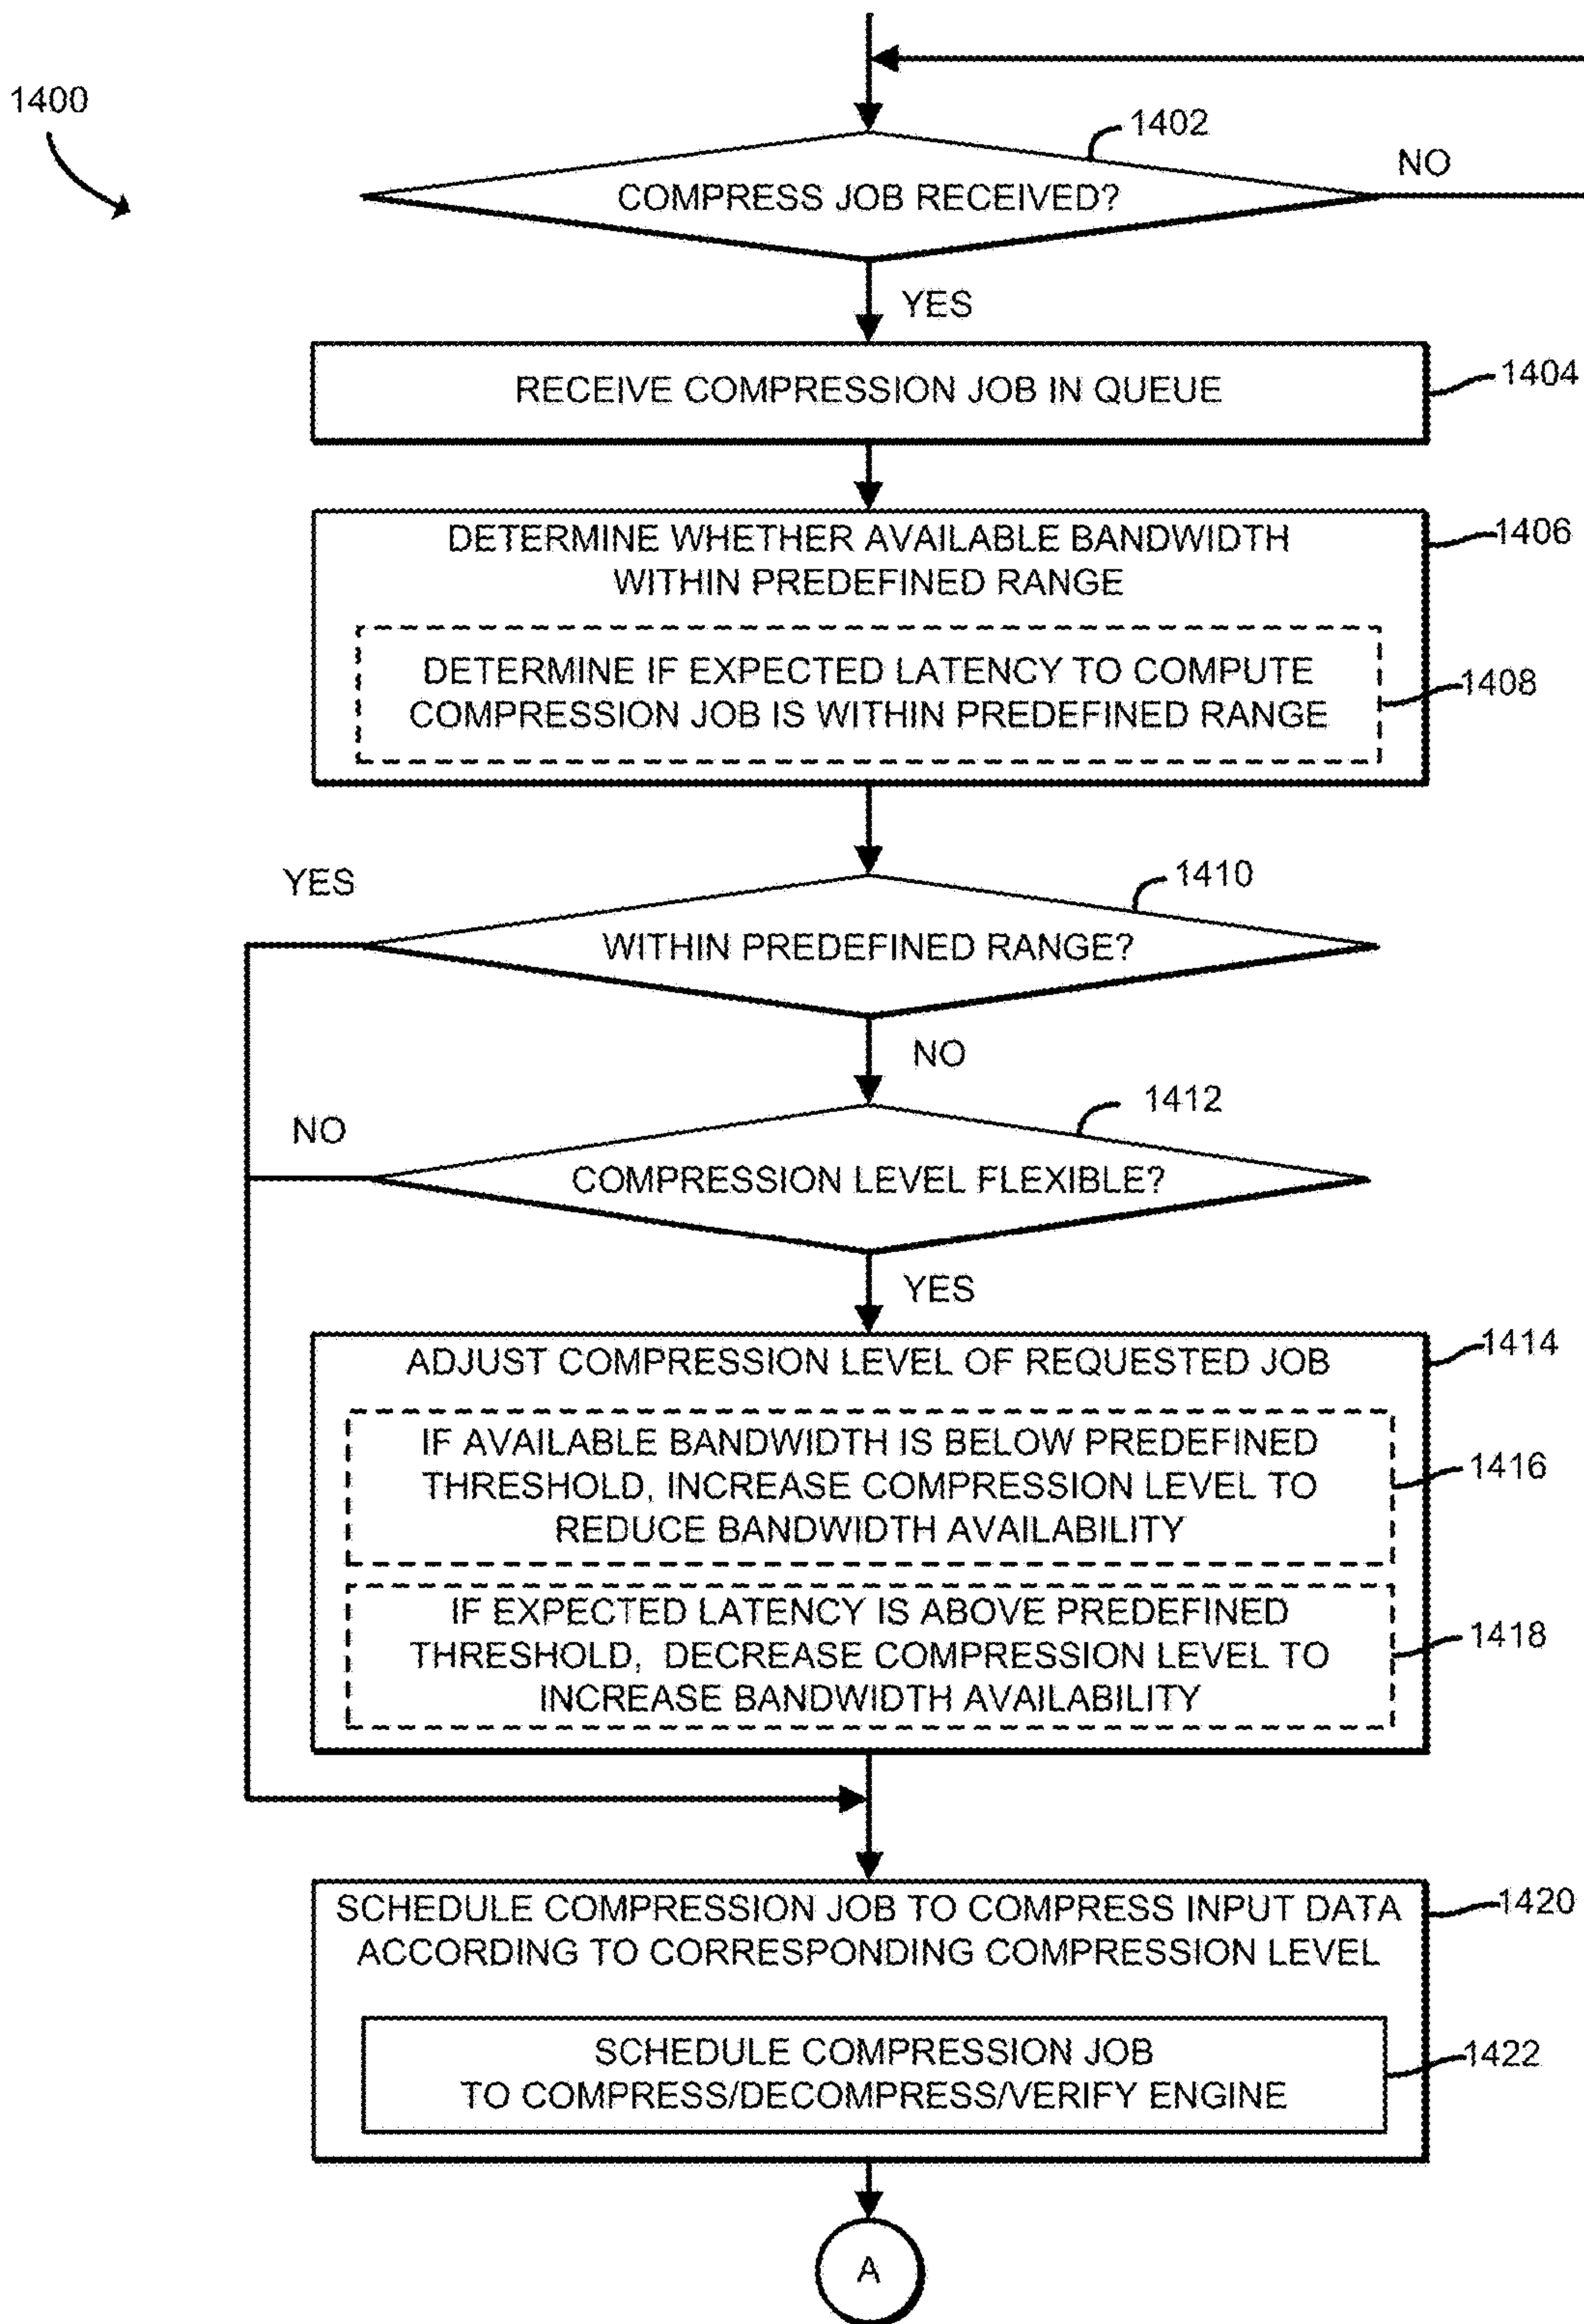 1400
1402
COMPRESS JOB RECEIVED?
NO
YES
RECEIVE COMPRESSION JOB IN QUEUE
1404
DETERMINE WHETHER AVAILABLE BANDWIDTH
WITHIN PREDEFINED RANGE
1406
DETERMINE IF EXPECTED LATENCY TO COMPUTE
COMPRESSION JOB IS WITHIN PREDEFINED RANGE
1408
YES
1410
WITHIN PREDEFINED RANGE?
NO
NO
1412
COMPRESSION LEVEL FLEXIBLE?
YES
ADJUST COMPRESSION LEVEL OF REQUESTED JOB
1414
IF AVAILABLE BANDWIDTH IS BELOW PREDEFINED
THRESHOLD, INCREASE COMPRESSION LEVEL TO
REDUCE BANDWIDTH AVAILABILITY
1416
IF EXPECTED LATENCY IS ABOVE PREDEFINED
THRESHOLD, DECREASE COMPRESSION LEVEL TO
INCREASE BANDWIDTH AVAILABILITY
1418
SCHEDULE COMPRESSION JOB TO COMPRESS INPUT DATA
ACCORDING TO CORRESPONDING COMPRESSION LEVEL
1420
SCHEDULE COMPRESSION JOB
TO COMPRESS/DECOMPRESS/VERIFY ENGINE
1422
A